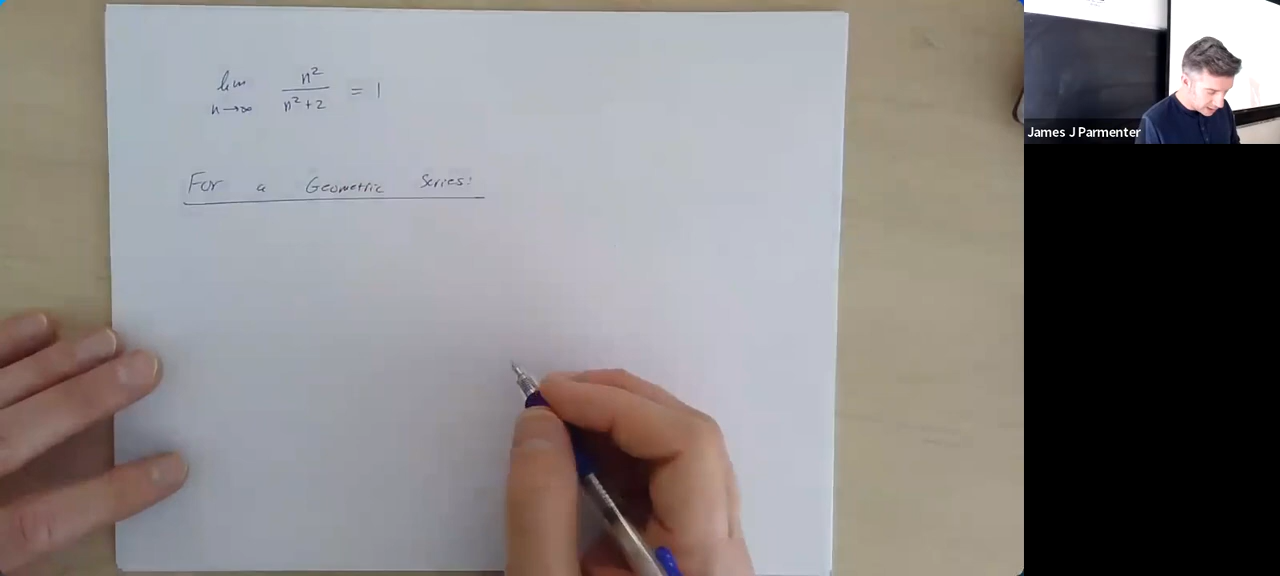 lim n→∞ n²/(n²+2) = 1
For a Geometric Series:
James J Parmenter